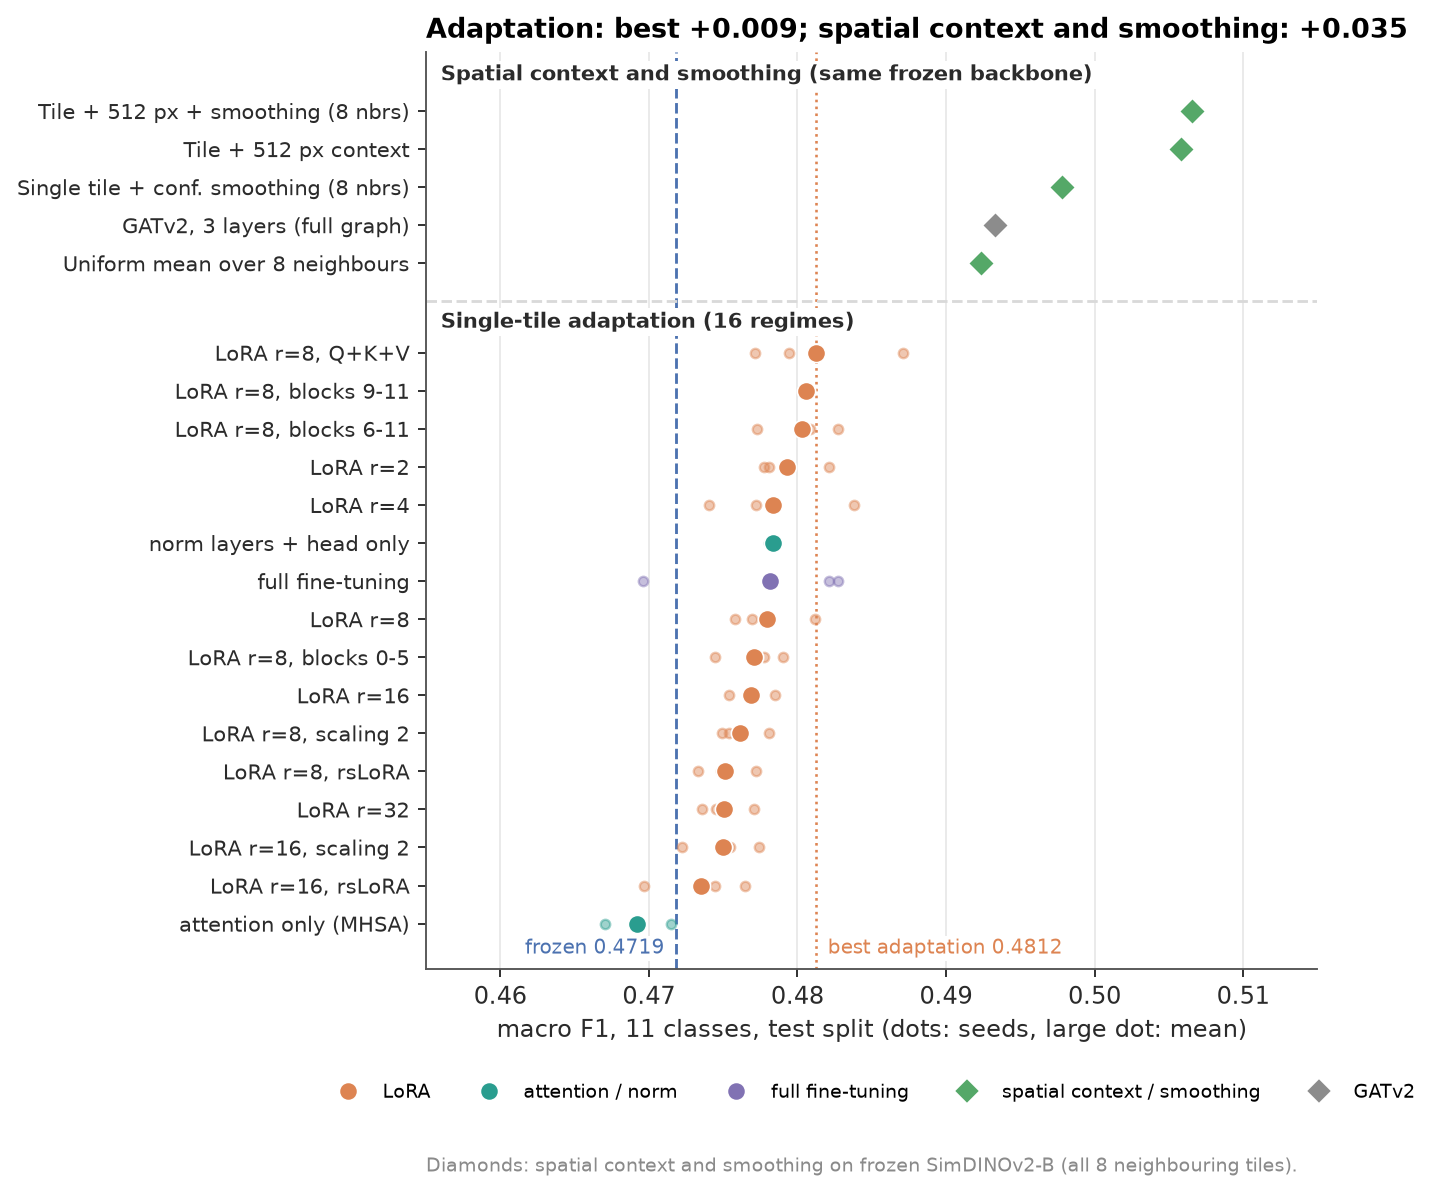 Adaptation: best +0.009; spatial context and smoothing: +0.035
Spatial context and smoothing (same frozen backbone)
Tile + 512 px + smoothing (8 nbrs)
Tile + 512 px context
Single tile + conf. smoothing (8 nbrs)
GATv2, 3 layers (full graph)
Uniform mean over 8 neighbours
Single-tile adaptation (16 regimes)
LoRA r=8, Q+K+V
LoRA r=8, blocks 9-11
LoRA r=8, blocks 6-11
LoRA r=2
LoRA r=4
norm layers + head only
full fine-tuning
LoRA r=8
LoRA r=8, blocks 0-5
LoRA r=16
LoRA r=8, scaling 2
LoRA r=8, rsLoRA
LoRA r=32
LoRA r=16, scaling 2
LoRA r=16, rsLoRA
attention only (MHSA)
frozen 0.4719 best adaptation 0.4812
0.46 0.47 0.48 0.49 0.50 0.51
macro F1, 11 classes, test split (dots: seeds, large dot: mean)
LoRA attention / norm full fine-tuning spatial context / smoothing GATv2
Diamonds: spatial context and smoothing on frozen SimDINOv2-B (all 8 neighbouring tiles).